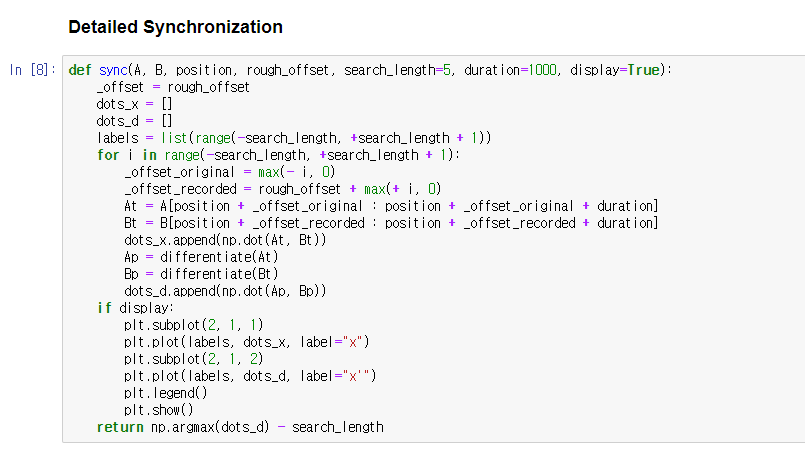 Detailed Synchronization
In [8]: def sync(A, B, position, rough_offset, search_length=5, duration=1000, display=True):
    _offset = rough_offset
    dots_x = []
    dots_d = []
    labels = list(range(-search_length, +search_length + 1))
    for i in range(-search_length, +search_length + 1):
        _offset_original = max(- i, 0)
        _offset_recorded = rough_offset + max(+ i, 0)
        At = A[position + _offset_original : position + _offset_original + duration]
        Bt = B[position + _offset_recorded : position + _offset_recorded + duration]
        dots_x.append(np.dot(At, Bt))
        Ap = differentiate(At)
        Bp = differentiate(Bt)
        dots_d.append(np.dot(Ap, Bp))
    if display:
        plt.subplot(2, 1, 1)
        plt.plot(labels, dots_x, label="x")
        plt.subplot(2, 1, 2)
        plt.plot(labels, dots_d, label="x'")
        plt.legend()
        plt.show()
    return np.argmax(dots_d) - search_length